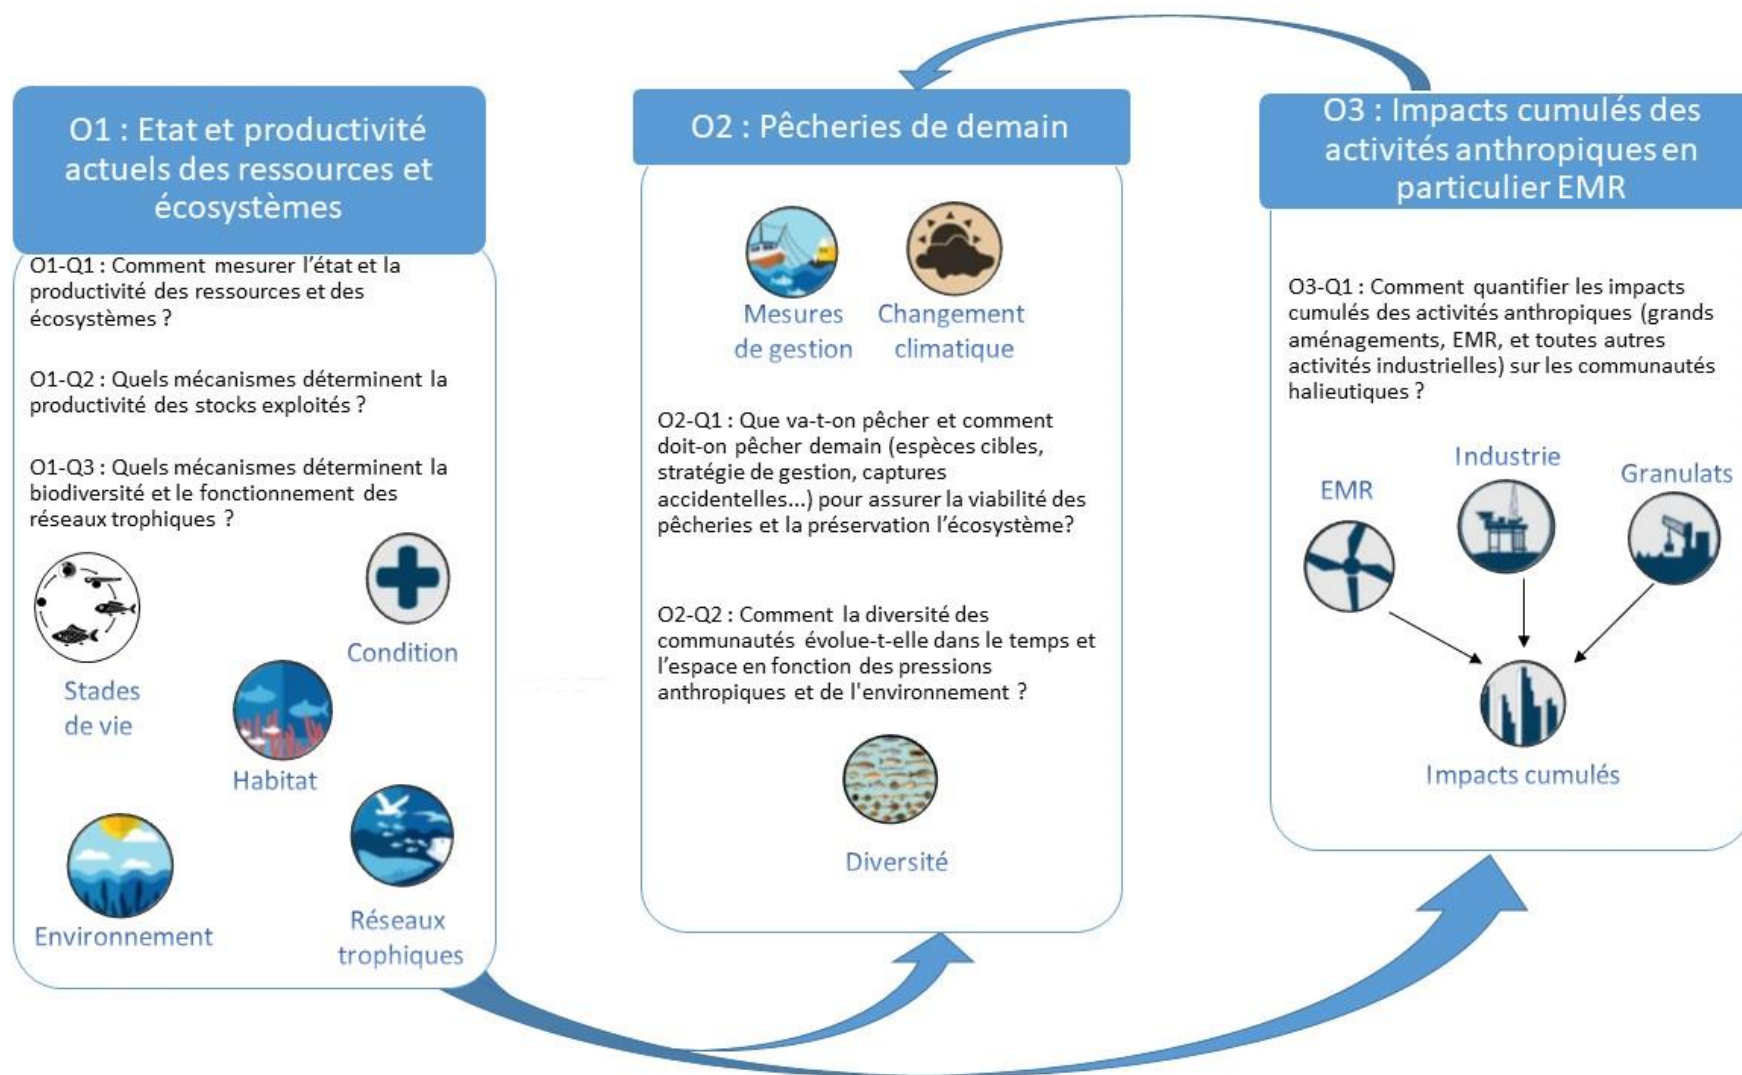 O1 : Etat et productivité
actuels des ressources et
écosystèmes
O1-Q1 : Comment mesurer l'état et la
productivité des ressources et des
écosystèmes ?
O1-Q2 : Quels mécanismes déterminent la
productivité des stocks exploités ?
O1-Q3 : Quels mécanismes déterminent la
biodiversité et le fonctionnement des
réseaux trophiques ?
Condition
Stades
de vie
Habitat
Environnement
Réseaux
trophiques
O2 : Pêcheries de demain
Mesures
de gestion
Changement
climatique
O2-Q1 : Que va-t-on pêcher et comment
doit-on pêcher demain (espèces cibles,
stratégie de gestion, captures
accidentelles...) pour assurer la viabilité des
pêcheries et la préservation l'écosystème?
O2-Q2 : Comment la diversité des
communautés évolue-t-elle dans le temps et
l'espace en fonction des pressions
anthropiques et de l'environnement ?
Diversité
O3 : Impacts cumulés des
activités anthropiques en
particulier EMR
O3-Q1 : Comment quantifier les impacts
cumulés des activités anthropiques (grands
aménagements, EMR, et toutes autres
activités industrielles) sur les communautés
halieutiques ?
EMR
Industrie
Granulats
Impacts cumulés